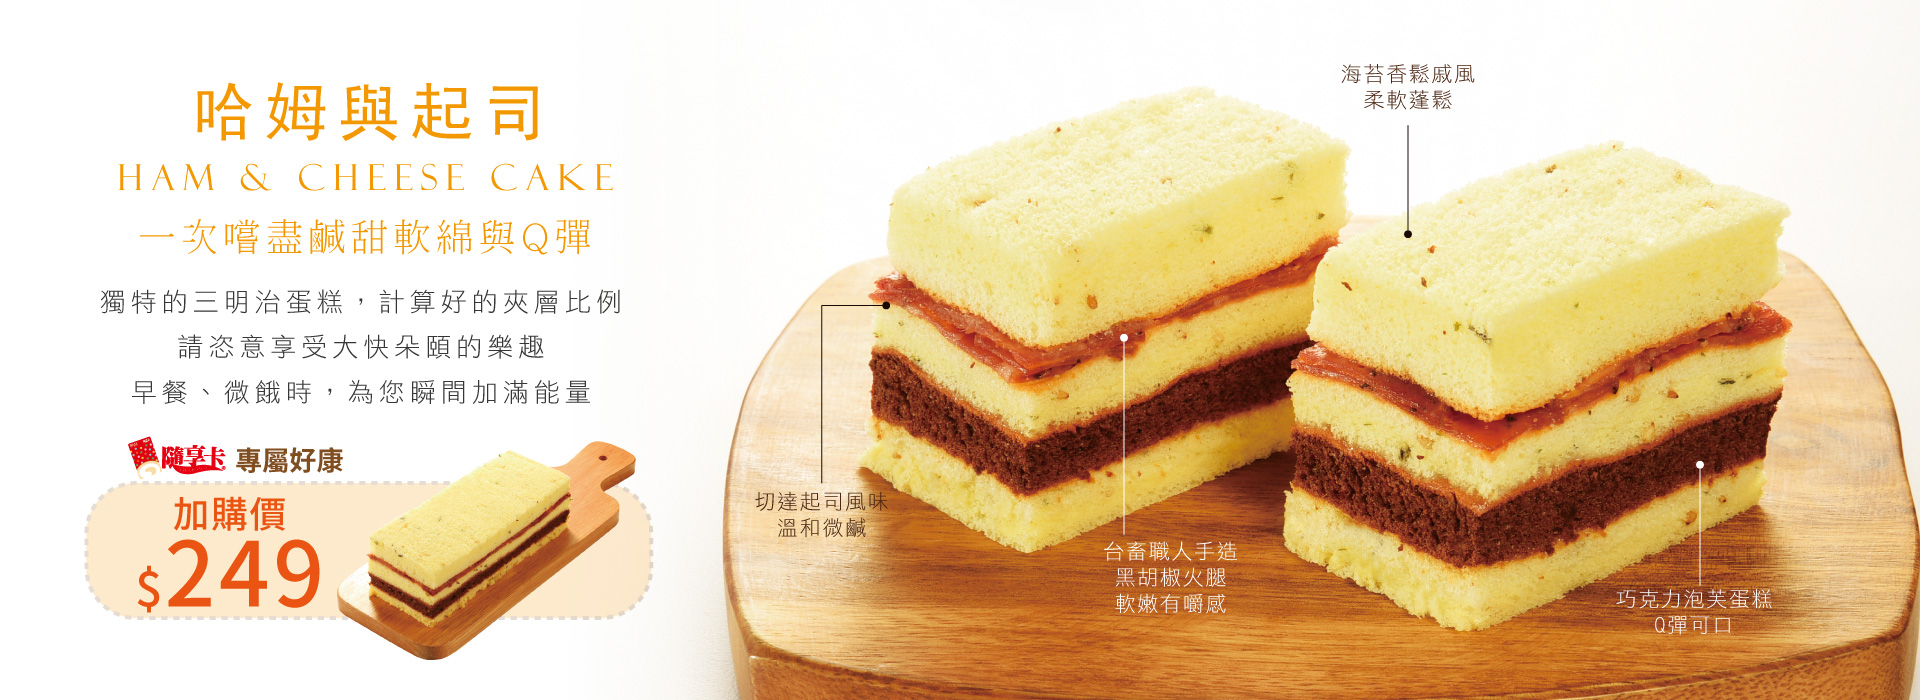 哈姆與起司
HAM & CHEESE CAKE
一次嚐盡鹹甜軟綿與Q彈
獨特的三明治蛋糕，計算好的夾層比例
請恣意享受大快朵頤的樂趣
早餐、微餓時，為您瞬間加滿能量
隨享卡 專屬好康
加購價
$249
海苔香鬆戚風
柔軟蓬鬆
切達起司風味
溫和微鹹
台畜職人手造
黑胡椒火腿
軟嫩有嚼感
巧克力泡芙蛋糕
Q彈可口